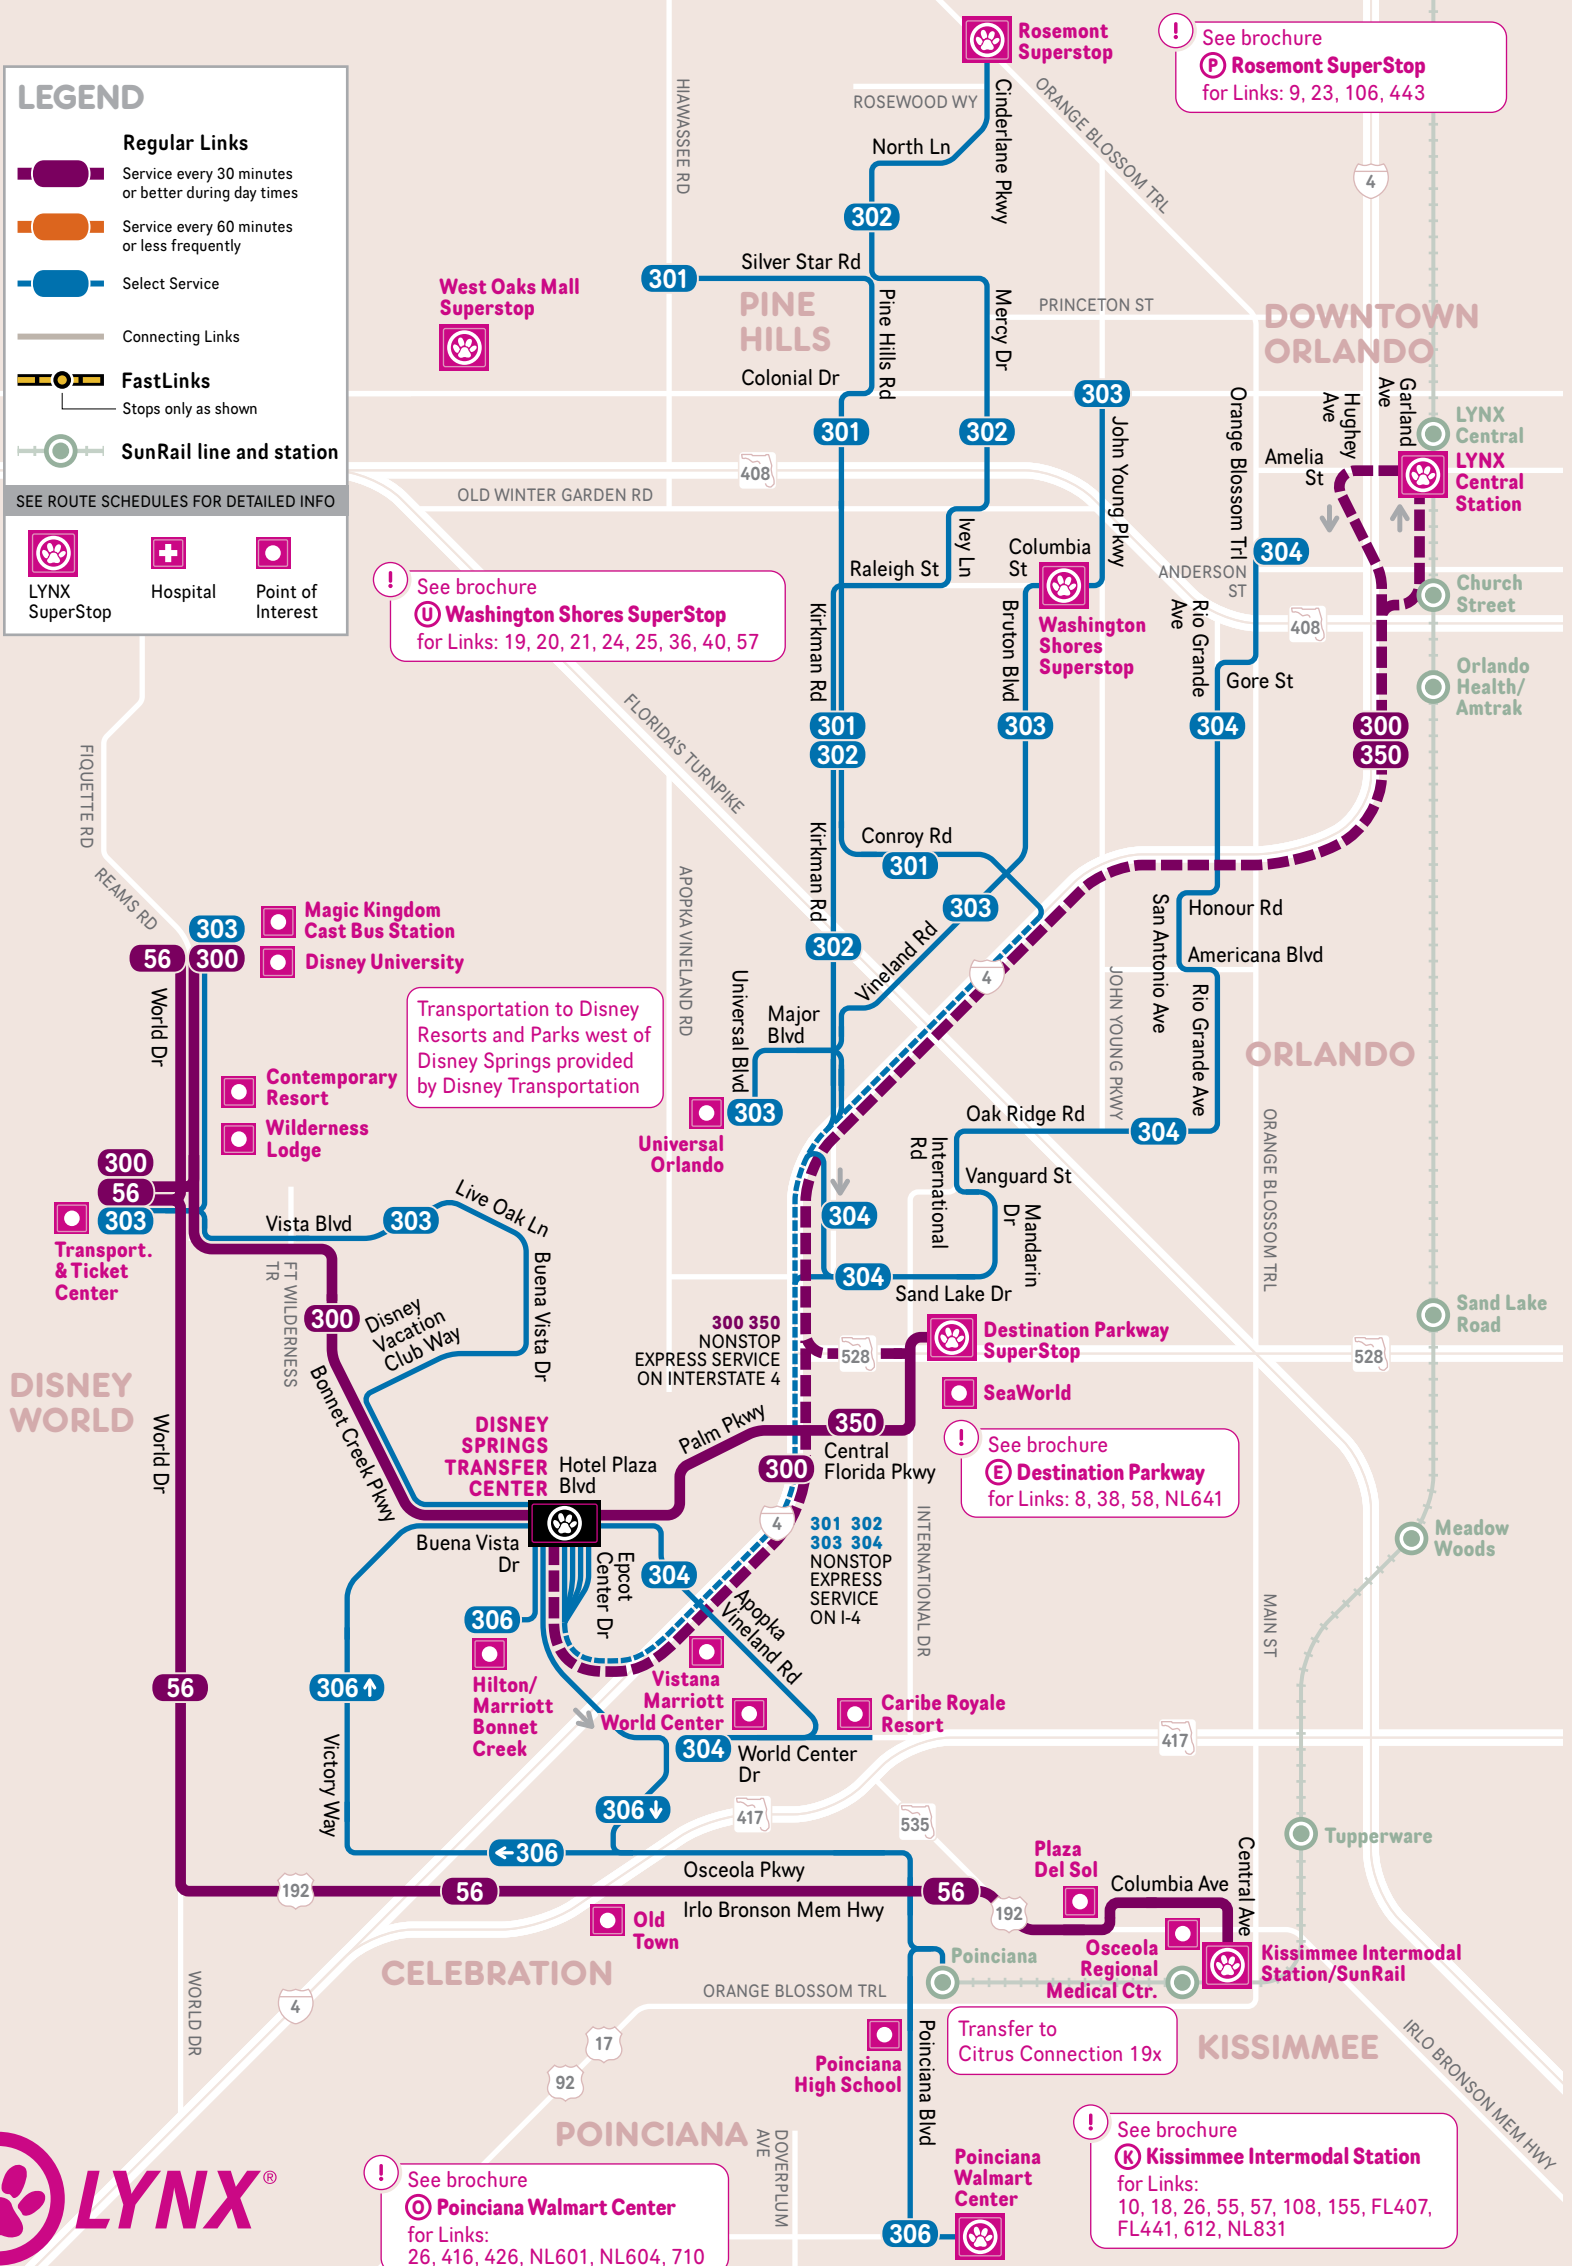 Rosemont
Superstop
See brochure
P Rosemont SuperStop
for Links: 9, 23, 106, 443
LEGEND
Regular Links
Service every 30 minutes
or better during day times
Service every 60 minutes
or less frequently
Select Service
Connecting Links
FastLinks
Stops only as shown
SunRail line and station
SEE ROUTE SCHEDULES FOR DETAILED INFO
LYNX
SuperStop
Hospital
Point of
Interest
HIAWASSEE RD
ROSEWOOD WY
Cinderlane Pkwy
ORANGE BLOSSOM TRL
North Ln
4
302
Silver Star Rd
301
West Oaks Mall
Superstop
PINE
HILLS
Pine Hills Rd
Mercy Dr
PRINCETON ST
DOWNTOWN
ORLANDO
Colonial Dr
303
Orange Blossom Trl
Hughey
Ave
Garland
Ave
LYNX
Central
301
302
John Young Pkwy
Amelia
St
LYNX
Central
Station
408
OLD WINTER GARDEN RD
Ivey Ln
Columbia
St
304
ANDERSON
ST
Raleigh St
Church
Street
See brochure
U Washington Shores SuperStop
for Links: 19, 20, 21, 24, 25, 36, 40, 57
Kirkman Rd
Bruton Blvd
Washington
Shores
Superstop
Rio Grande
Ave
408
Gore St
Orlando
Health/
Amtrak
FLORIDA'S TURNPIKE
301
302
303
304
300
350
FIQUETTE RD
REAMS RD
Kirkman Rd
Conroy Rd
301
APOPKA VINELAND RD
303
San Antonio Ave
Honour Rd
303
Magic Kingdom
Cast Bus Station
56
300
Disney University
302
Vineland Rd
Americana Blvd
World Dr
Transportation to Disney
Resorts and Parks west of
Disney Springs provided
by Disney Transportation
Universal Blvd
Major
Blvd
4
JOHN YOUNG PKWY
Rio Grande Ave
ORLANDO
Contemporary
Resort
Wilderness
Lodge
303
Universal
Orlando
Oak Ridge Rd
304
ORANGE BLOSSOM TRL
300
56
303
Transport.
& Ticket
Center
Vista Blvd
303
Live Oak Ln
International
Rd
Vanguard St
Mandarin
Dr
304
304
Sand Lake Dr
FT WILDERNESS
TR
Buena Vista Dr
300
Disney
Vacation
Club Way
300 350
NONSTOP
EXPRESS SERVICE
ON INTERSTATE 4
528
Destination Parkway
SuperStop
Sand Lake
Road
528
SeaWorld
DISNEY
WORLD
World Dr
Bonnet Creek Pkwy
DISNEY
SPRINGS
TRANSFER
CENTER
Hotel Plaza
Blvd
Palm Pkwy
350
Central
Florida Pkwy
300
See brochure
E Destination Parkway
for Links: 8, 38, 58, NL641
4
301 302
303 304
NONSTOP
EXPRESS
SERVICE
ON I-4
INTERNATIONAL DR
Meadow
Woods
Buena Vista
Dr
Epcot
Center Dr
304
MAIN ST
Apopka
Vineland Rd
306
Hilton/
Marriott
Bonnet
Creek
Vistana
Marriott
World Center
Caribe Royale
Resort
56
306
304
World Center
Dr
417
Victory Way
306
417
535
Tupperware
306
Osceola Pkwy
Plaza
Del Sol
Central Ave
Columbia Ave
192
56
56
192
Irlo Bronson Mem Hwy
Old
Town
Poinciana
Osceola
Regional
Medical Ctr.
Kissimmee Intermodal
Station/SunRail
CELEBRATION
ORANGE BLOSSOM TRL
WORLD DR
4
17
92
Poinciana
High School
Poinciana Blvd
Transfer to
Citrus Connection 19x
KISSIMMEE
IRLO BRONSON MEM HWY
POINCIANA
DOVERPLUM
AVE
Poinciana
Walmart
Center
306
See brochure
K Kissimmee Intermodal Station
for Links:
10, 18, 26, 55, 57, 108, 155, FL407,
FL441, 612, NL831
LYNX®
See brochure
O Poinciana Walmart Center
for Links:
26, 416, 426, NL601, NL604, 710